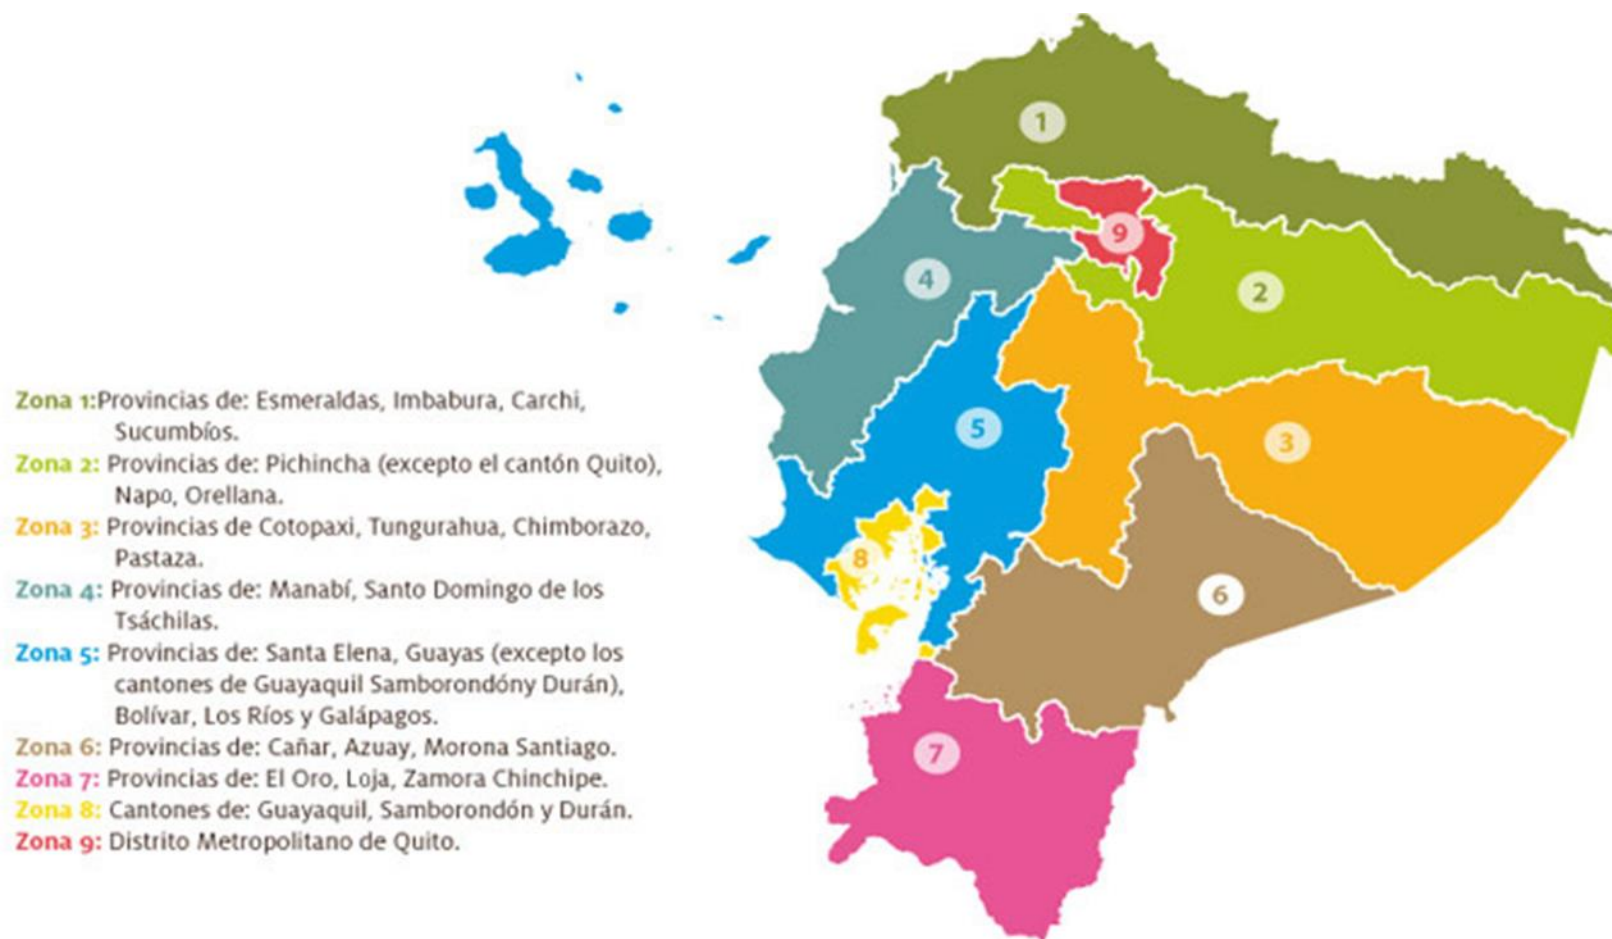 1
9
4
2
5
3
8
6
7
Zona 1:Provincias de: Esmeraldas, Imbabura, Carchi,
Sucumbíos.
Zona 2: Provincias de: Pichincha (excepto el cantón Quito),
Napo, Orellana.
Zona 3: Provincias de Cotopaxi, Tungurahua, Chimborazo,
Pastaza.
Zona 4: Provincias de: Manabí, Santo Domingo de los
Tsáchilas.
Zona 5: Provincias de: Santa Elena, Guayas (excepto los
cantones de Guayaquil Samborondóny Durán),
Bolívar, Los Ríos y Galápagos.
Zona 6: Provincias de: Cañar, Azuay, Morona Santiago.
Zona 7: Provincias de: El Oro, Loja, Zamora Chinchipe.
Zona 8: Cantones de: Guayaquil, Samborondón y Durán.
Zona 9: Distrito Metropolitano de Quito.